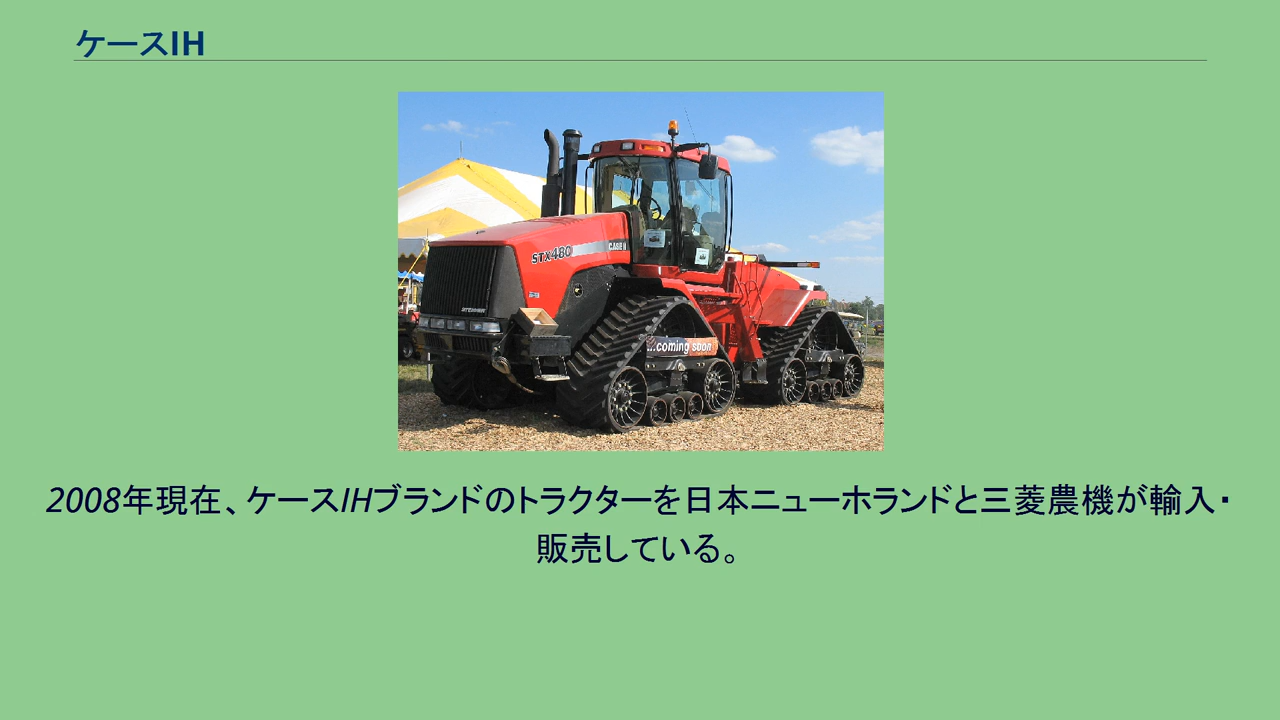 ケースIH
STX480
CASE IH
STEIGER
...coming soon
2008年現在、ケースIHブランドのトラクターを日本ニューホランドと三菱農機が輸入・
販売している。